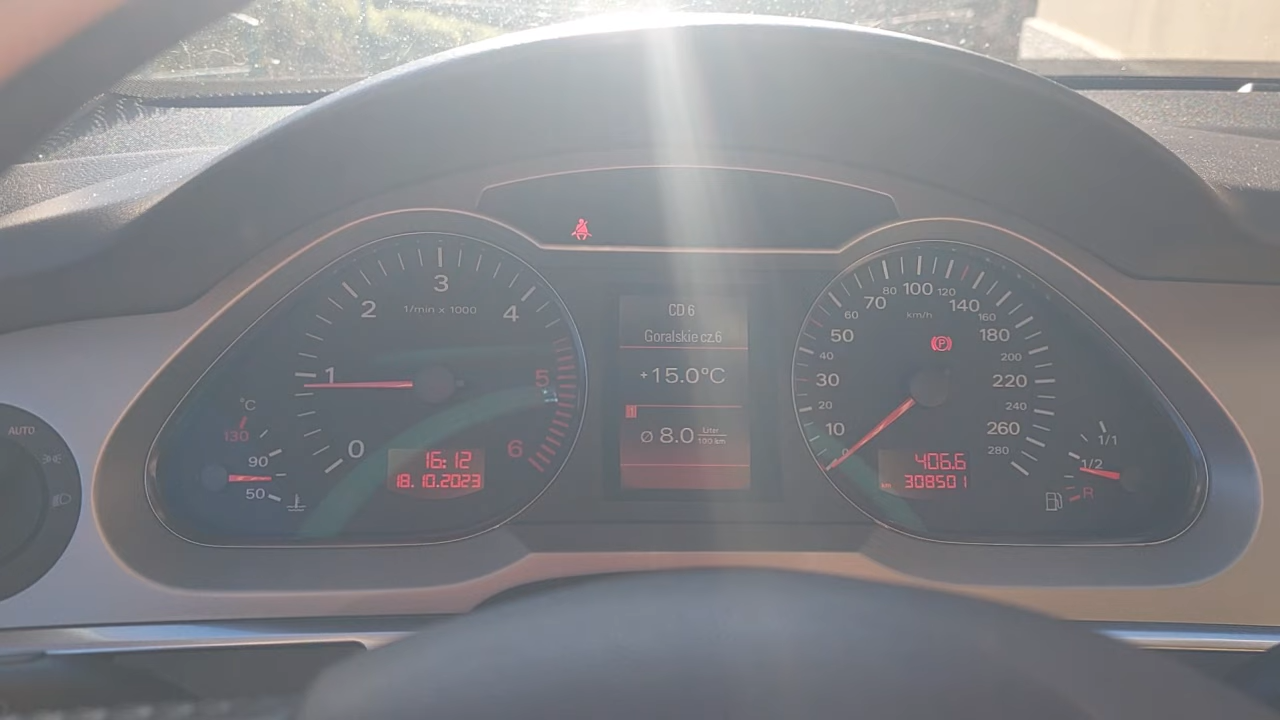 AUTO
°C
130
90
50
0
1
2
3
4
5
6
1/min x 1000
16:12
18.10.2023
CD 6
Goralskie cz.6
+15.0°C
1
ø 8.0 Liter
100 km
0
10
20
30
40
50
60
70
80
100
120
140
160
180
200
220
240
260
280
km/h
(P)
406.6
km 308501
1/1
1/2
R